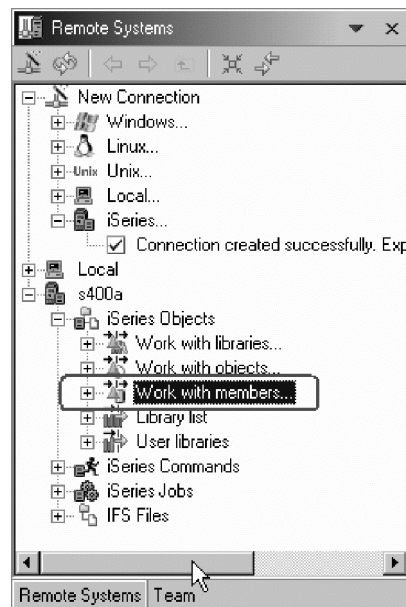 Remote Systems
New Connection
Windows...
Linux...
Unix Unix...
Local...
iSeries...
Connection created successfully. Exp
Local
s400a
iSeries Objects
Work with libraries...
Work with objects...
Work with members...
Library list
User libraries
iSeries Commands
iSeries Jobs
IFS Files
Remote Systems Team